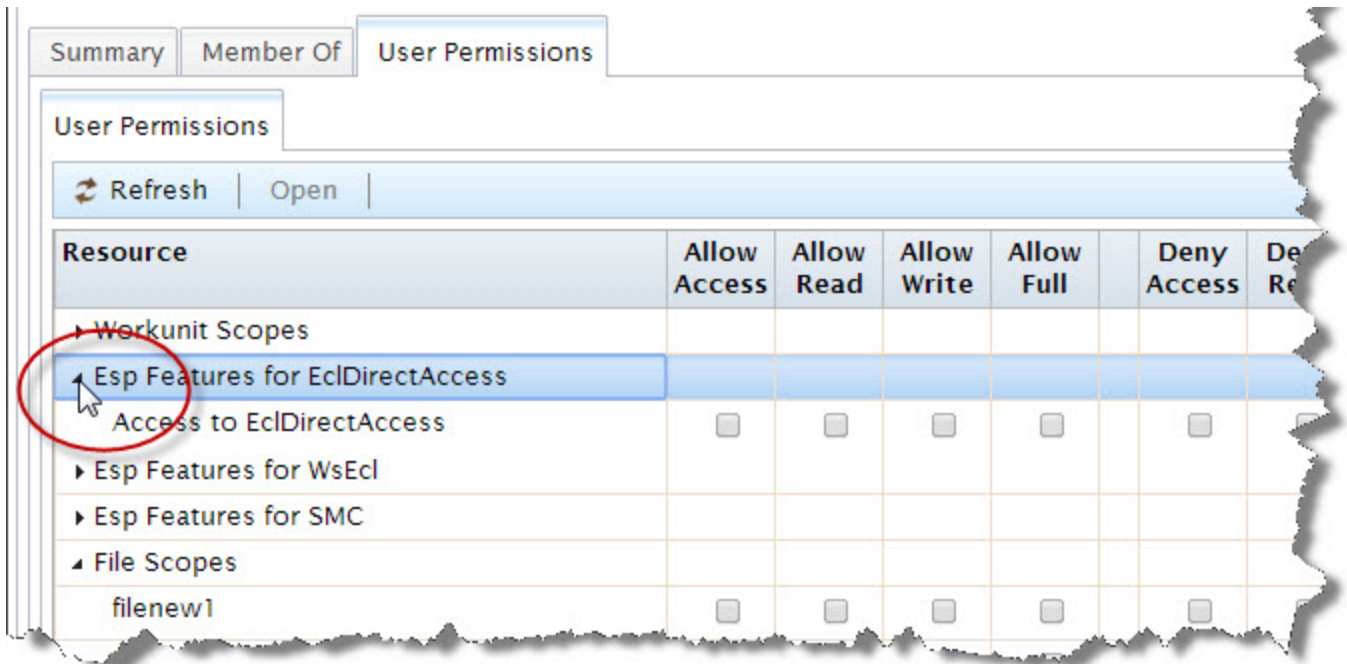 Summary Member Of User Permissions
User Permissions
Refresh Open
Resource Allow Access Allow Read Allow Write Allow Full Deny Access
Workunit Scopes
Esp Features for EclDirectAccess
Access to EclDirectAccess
Esp Features for WsEcl
Esp Features for SMC
File Scopes
filenew1